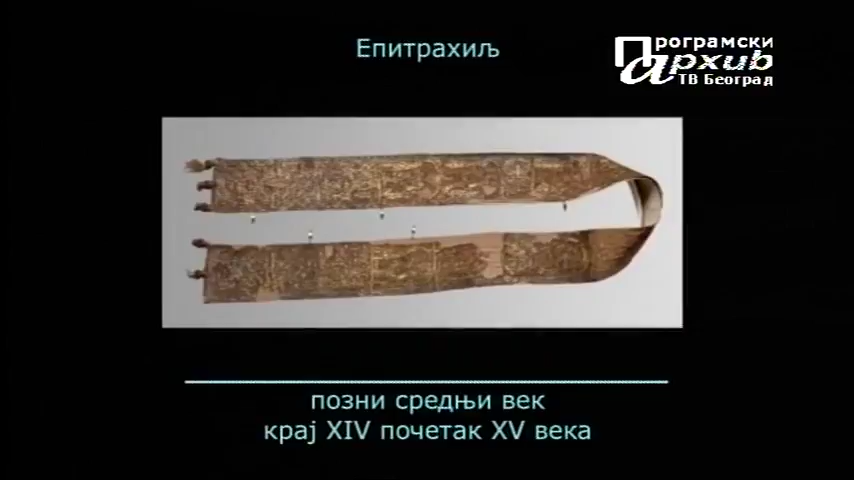 Епитрахиљ
Програмски
Архив
ТВ Београд
позни средњи век
крај XIV почетак XV века